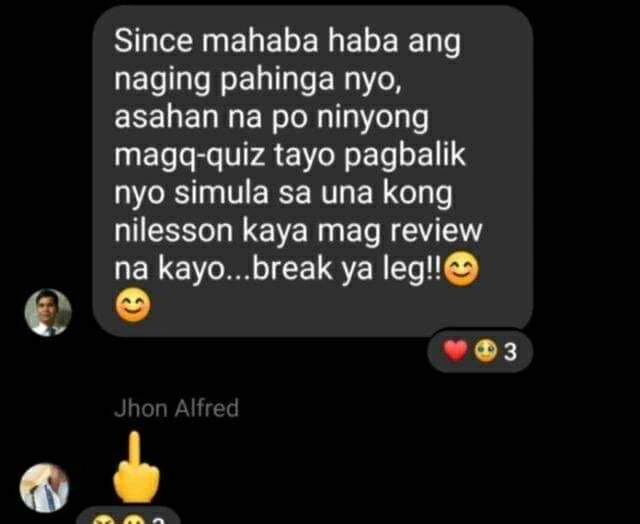 Since mahaba haba ang
naging pahinga nyo,
asahan na po ninyong
magq-quiz tayo pagbalik
nyo simula sa una kong
nilesson kaya mag review
na kayo...break ya leg!!😊
😊
❤️🥹 3
Jhon Alfred
🖕